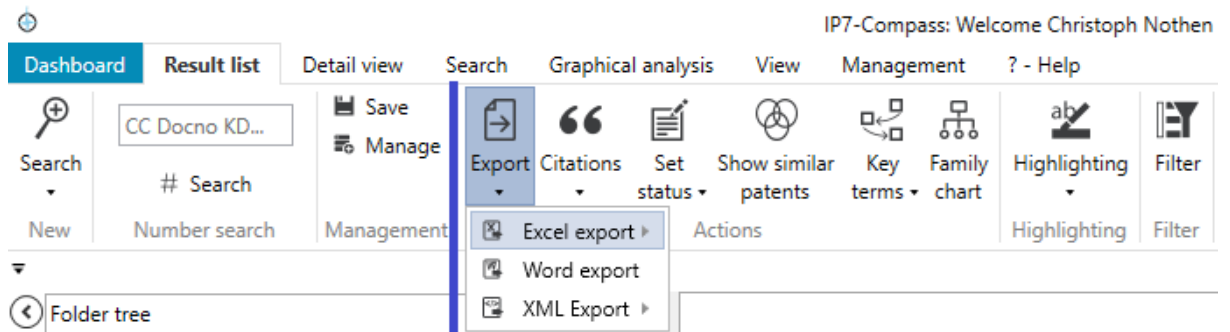 IP7-Compass: Welcome Christoph Nothen
Dashboard Result list Detail view Search Graphical analysis View Management ? - Help
CC Docno KD...
# Search
Save
Manage
Search
Export
Citations
Set
status
Show similar
patents
Key
terms
Family
chart
Highlighting
Filter
New Number search Management Actions Highlighting Filter
Excel export
Word export
XML Export
Folder tree